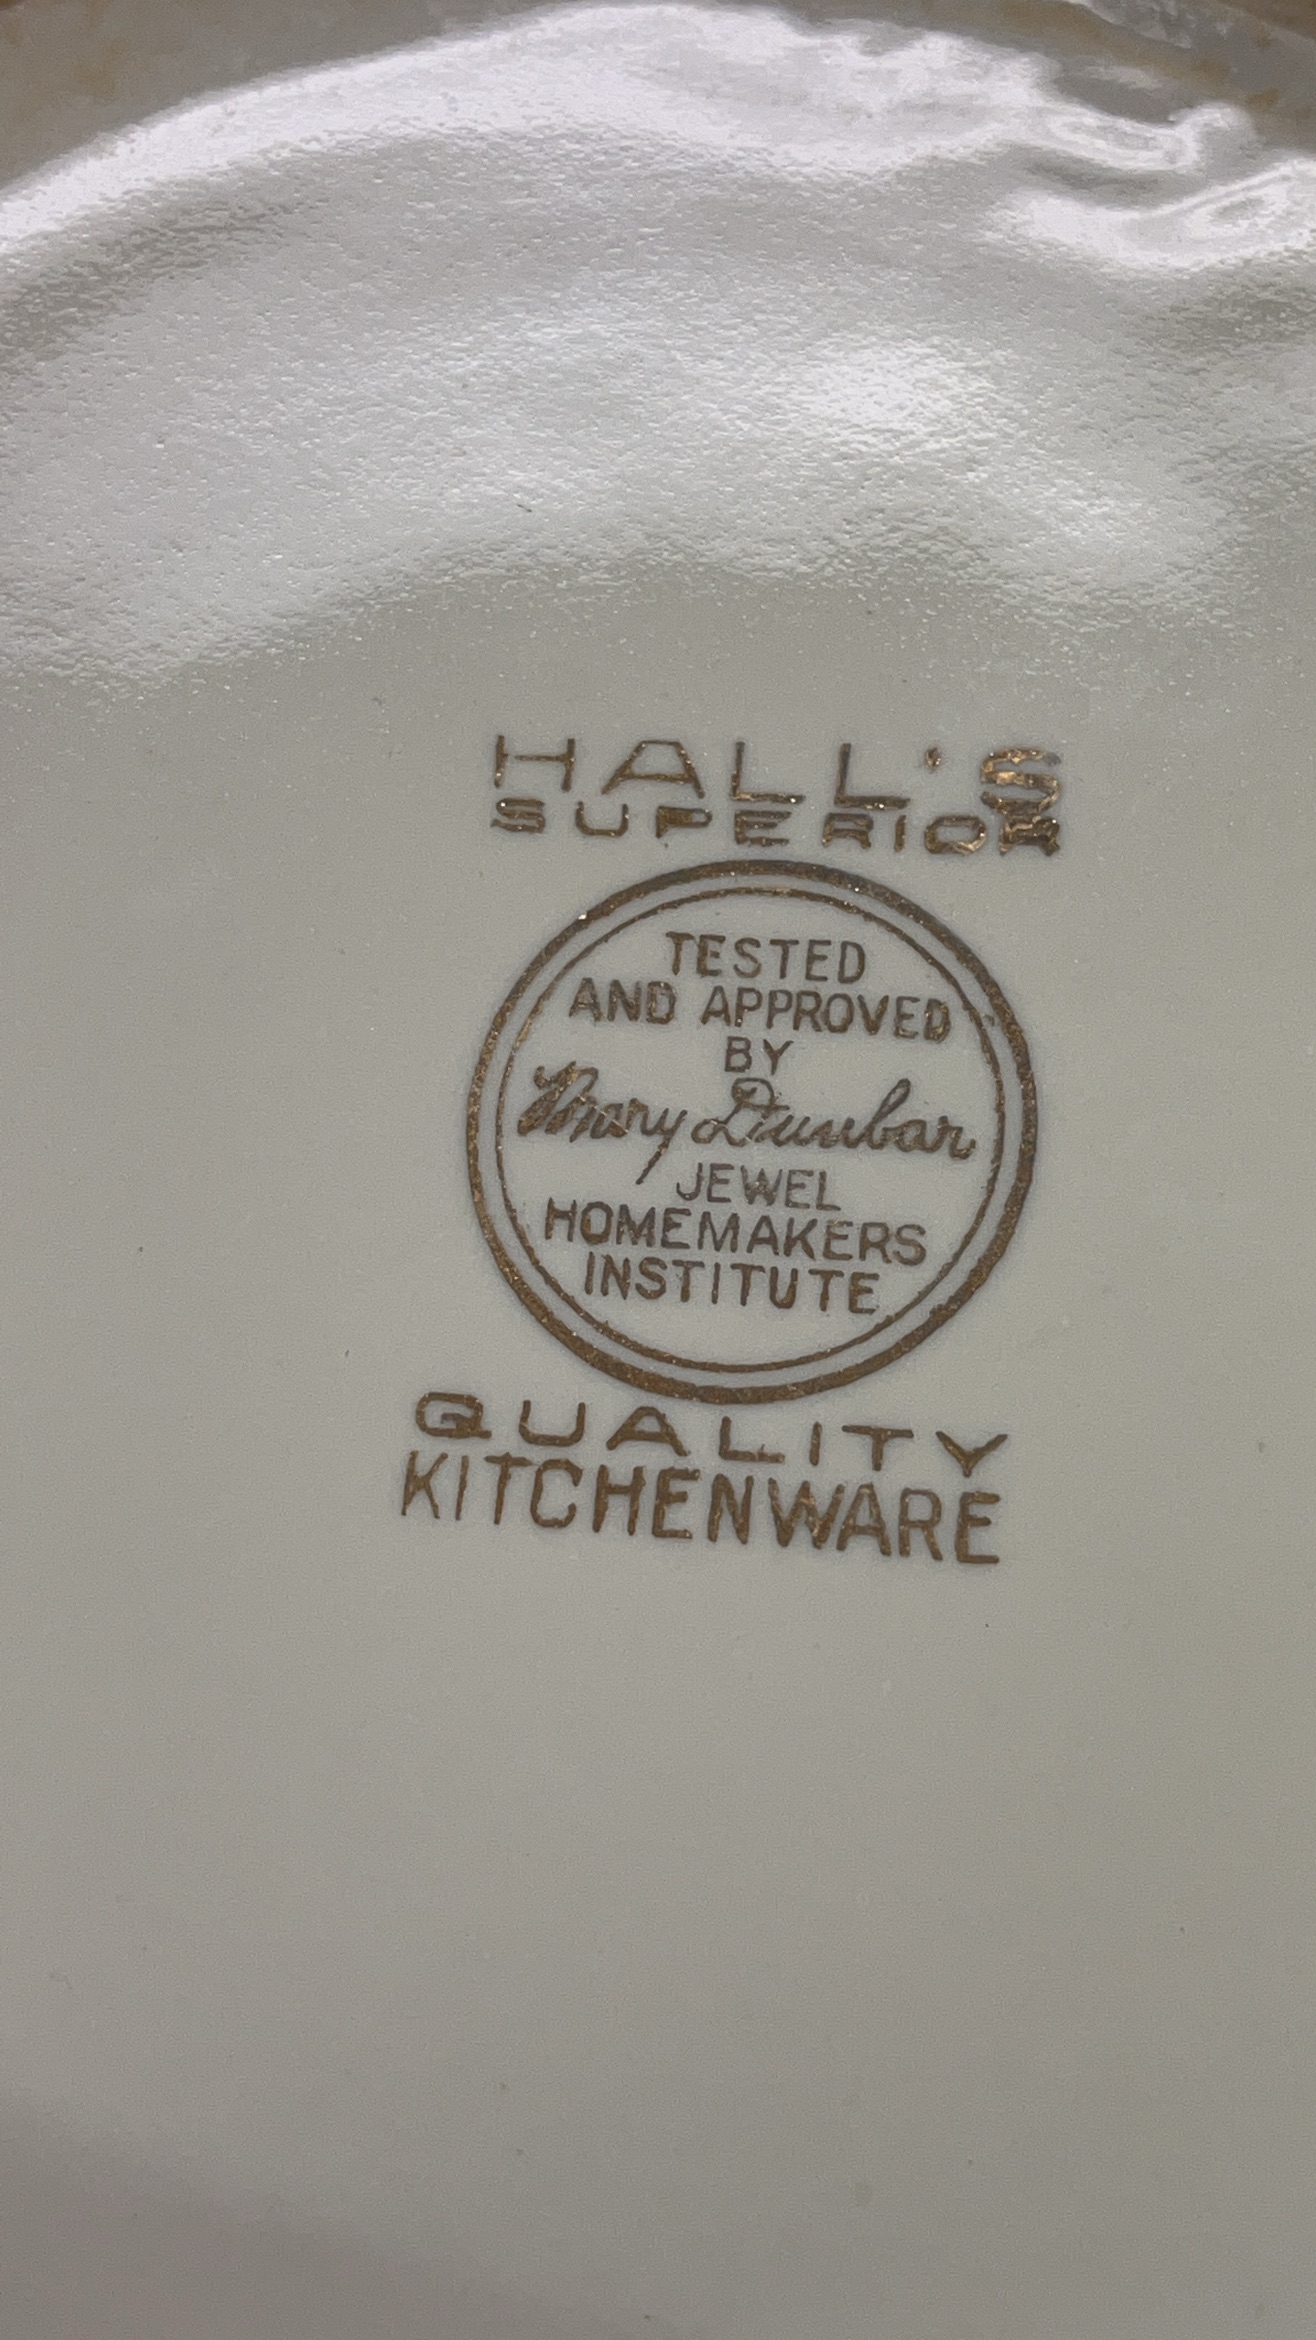 HALL'S
SUPERIOR
TESTED
AND APPROVED
BY
Mary Dunbar
JEWEL
HOMEMAKERS
INSTITUTE
QUALITY
KITCHENWARE